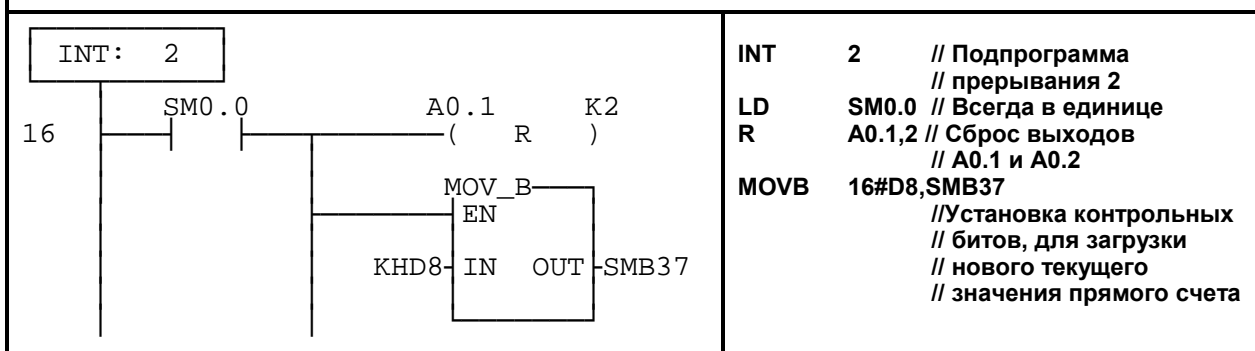 INT: 2
SM0.0 A0.1 K2
16 ( R )
MOV_B
EN
KHD8 IN OUT SMB37
INT 2 // Подпрограмма
// прерывания 2
LD SM0.0 // Всегда в единице
R A0.1,2 // Сброс выходов
// A0.1 и A0.2
MOVB 16#D8,SMB37
//Установка контрольных
// битов, для загрузки
// нового текущего
// значения прямого счета